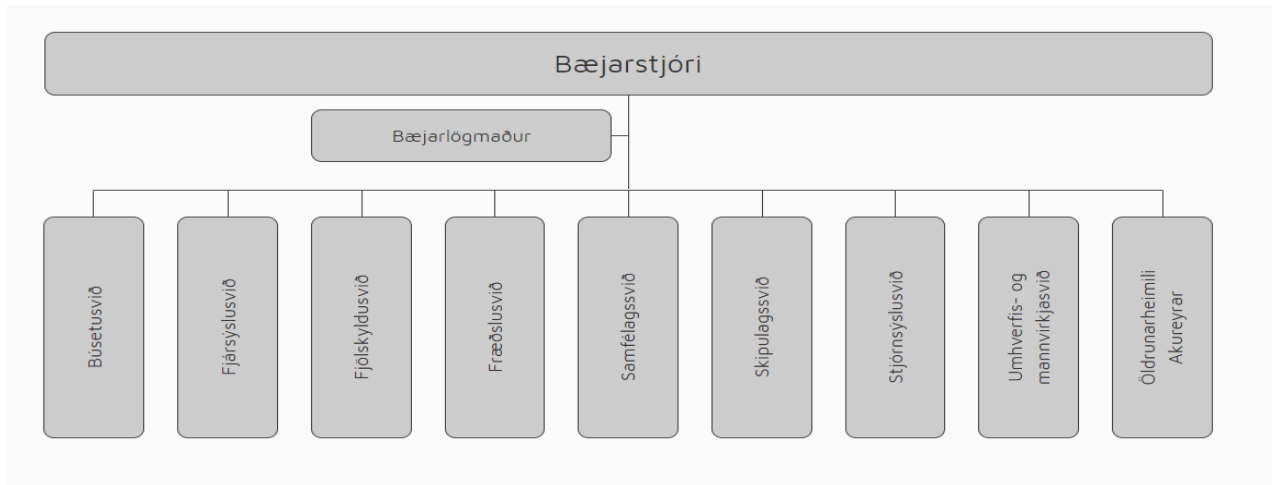 Bæjarstjóri
Bæjarlögmaður
Búsetusvið
Fjársýslusvið
Fjölskyldusvið
Fræðslusvið
Samfélagssvið
Skipulagssvið
Stjórnsýslusvið
Umhverfis- og
mannvirkjasvið
Öldrunarheimili
Akureyrar